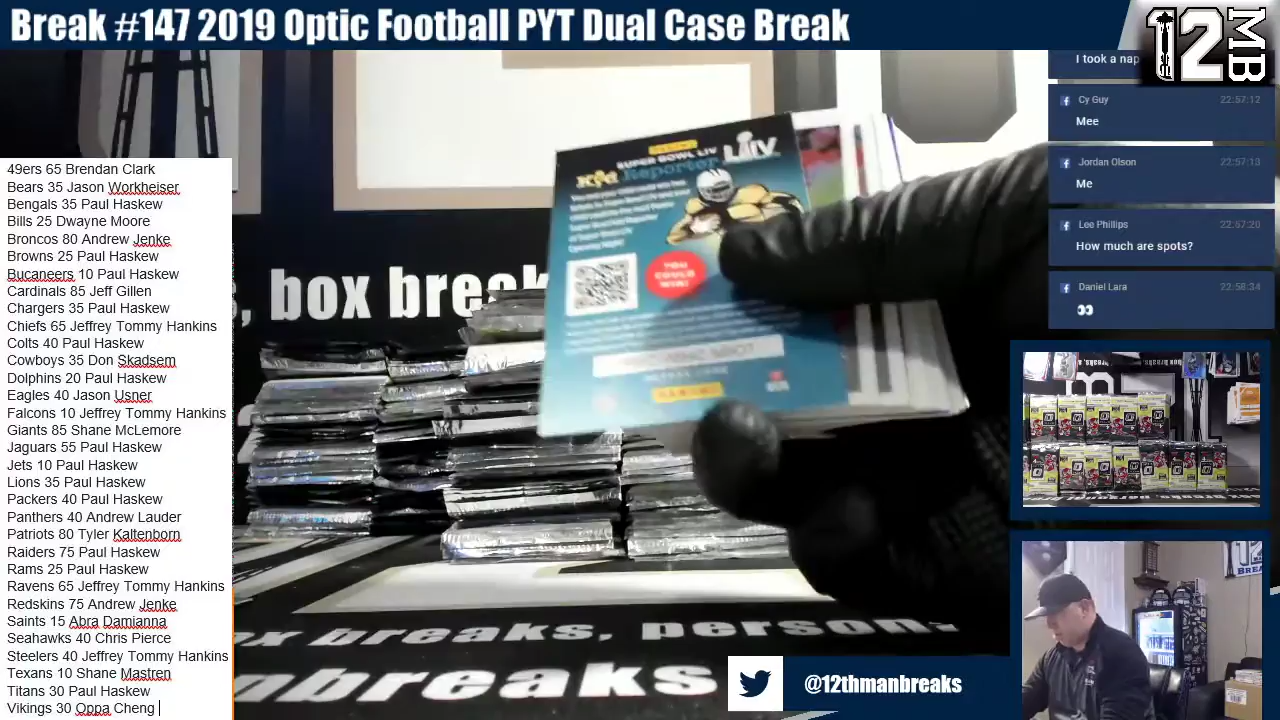 Break #147 2019 Optic Football PYT Dual Case Break
12 MB
49ers 65 Brendan Clark
Bears 35 Jason Workheiser
Bengals 35 Paul Haskew
Bills 25 Dwayne Moore
Broncos 80 Andrew Jenke
Browns 25 Paul Haskew
Bucaneers 10 Paul Haskew
Cardinals 85 Jeff Gillen
Chargers 35 Paul Haskew
Chiefs 65 Jeffrey Tommy Hankins
Colts 40 Paul Haskew
Cowboys 35 Don Skadsem
Dolphins 20 Paul Haskew
Eagles 40 Jason Usner
Falcons 10 Jeffrey Tommy Hankins
Giants 85 Shane McLemore
Jaguars 55 Paul Haskew
Jets 10 Paul Haskew
Lions 35 Paul Haskew
Packers 40 Paul Haskew
Panthers 40 Andrew Lauder
Patriots 80 Tyler Kaltenborn
Raiders 75 Paul Haskew
Rams 25 Paul Haskew
Ravens 65 Jeffrey Tommy Hankins
Redskins 75 Andrew Jenke
Saints 15 Abra Damianna
Seahawks 40 Chris Pierce
Steelers 40 Jeffrey Tommy Hankins
Texans 10 Shane Mastren
Titans 30 Paul Haskew
Vikings 30 Oppa Cheng
SUPER BOWL LIV
LIV
Kid Reporter
YOU
COULD
WIN!
PANINI
, box break
ox breaks, person
nbreaks
@12thmanbreaks
I took a nap
Cy Guy 22:57:12
Mee
Jordan Olson 22:57:13
Me
Lee Phillips 22:57:20
How much are spots?
Daniel Lara 22:58:34